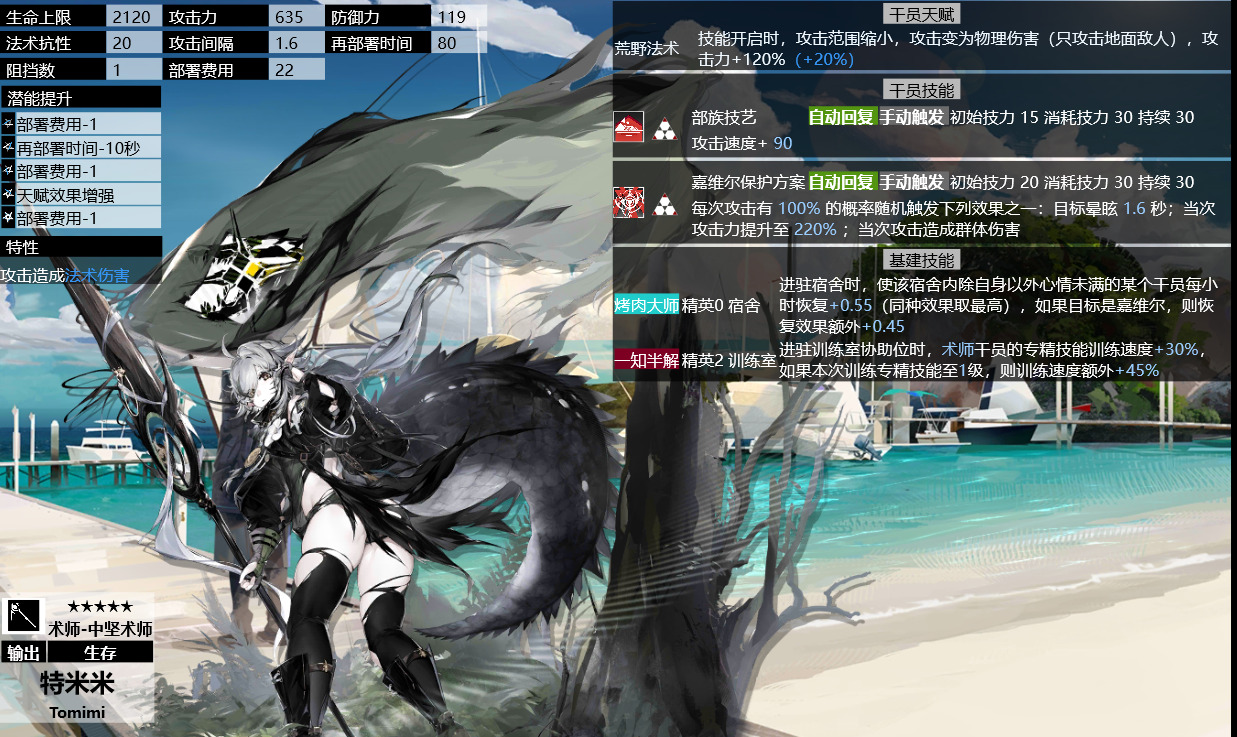 生命上限 2120 攻击力 635 防御力 119
法术抗性 20 攻击间隔 1.6 再部署时间 80
阻挡数 1 部署费用 22
潜能提升
部署费用-1
再部署时间-10秒
部署费用-1
天赋效果增强
部署费用-1
特性
攻击造成法术伤害
★★★★★
术师-中坚术师
输出 生存
特米米
Tomimi
干员天赋
荒野法术
技能开启时，攻击范围缩小，攻击变为物理伤害（只攻击地面敌人），攻
击力+120%（+20%）
干员技能
部族技艺 自动回复 手动触发 初始技力 15 消耗技力 30 持续 30
攻击速度+ 90
嘉维尔保护方案 自动回复 手动触发 初始技力 20 消耗技力 30 持续 30
每次攻击有 100% 的概率随机触发下列效果之一：目标晕眩 1.6 秒；当次
攻击力提升至 220% ；当次攻击造成群体伤害
基建技能
烤肉大师 精英0 宿舍
进驻宿舍时，使该宿舍内除自身以外心情未满的某个干员每小
时恢复+0.55（同种效果取最高），如果目标是嘉维尔，则恢
复效果额外+0.45
一知半解 精英2 训练室
进驻训练室协助位时，术师干员的专精技能训练速度+30%，
如果本次训练专精技能至1级，则训练速度额外+45%